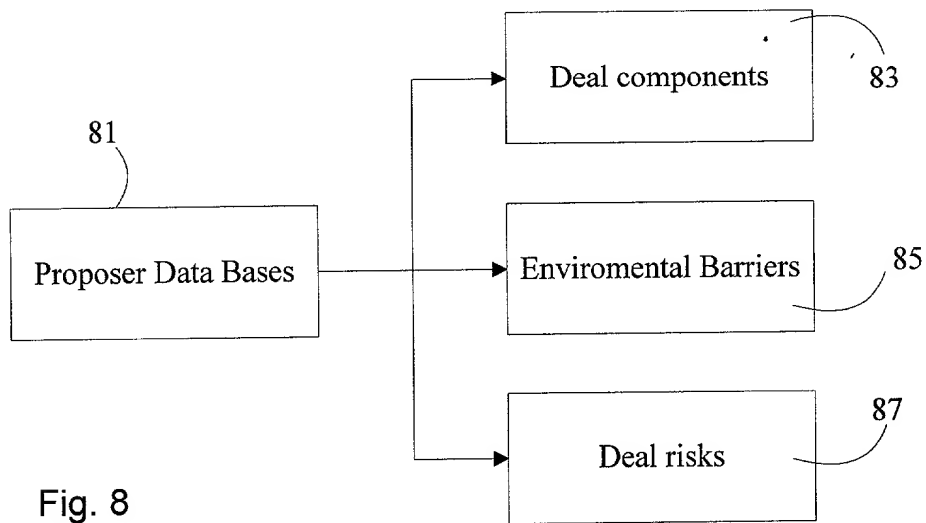 Deal components
83
81
Proposer Data Bases
Enviromental Barriers
85
Deal risks
87
Fig. 8